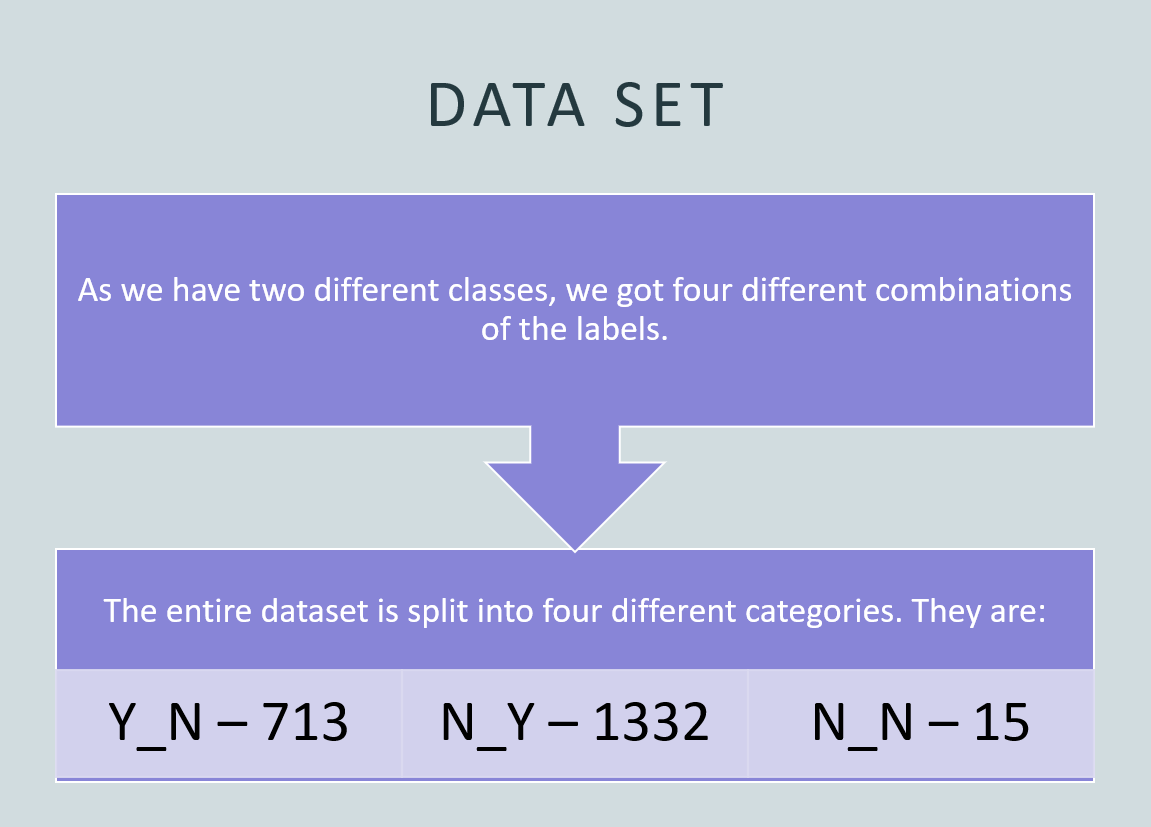 DATA SET
As we have two different classes, we got four different combinations
of the labels.
The entire dataset is split into four different categories. They are:
Y_N – 713 N_Y – 1332 N_N – 15